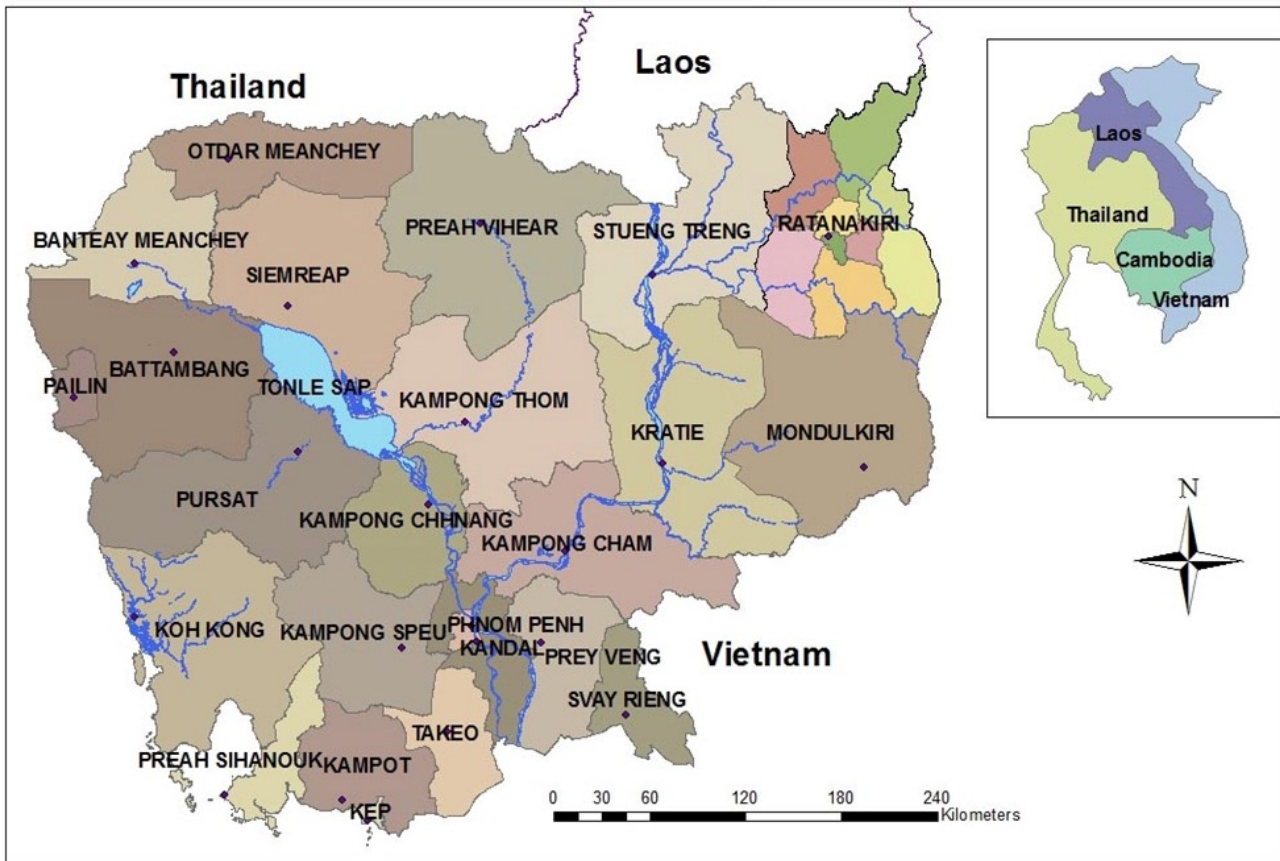 Thailand
Laos
OTDAR MEANCHEY
BANTEAY MEANCHEY
PREAH VIHEAR
STUENG TRENG
RATANAKIRI
SIEMREAP
BATTAMBANG
PAILIN
TONLE SAP
KAMPONG THOM
KRATIE
MONDULKIRI
PURSAT
KAMPONG CHHNANG
KAMPONG CHAM
KOH KONG
KAMPONG SPEU
PHNOM PENH
KANDAL
PREY VENG
Vietnam
SVAY RIENG
TAKEO
PREAH SIHANOUK
KAMPOT
KEP
0 30 60 120 180 240
Kilometers
Laos
Thailand
Cambodia
Vietnam
N